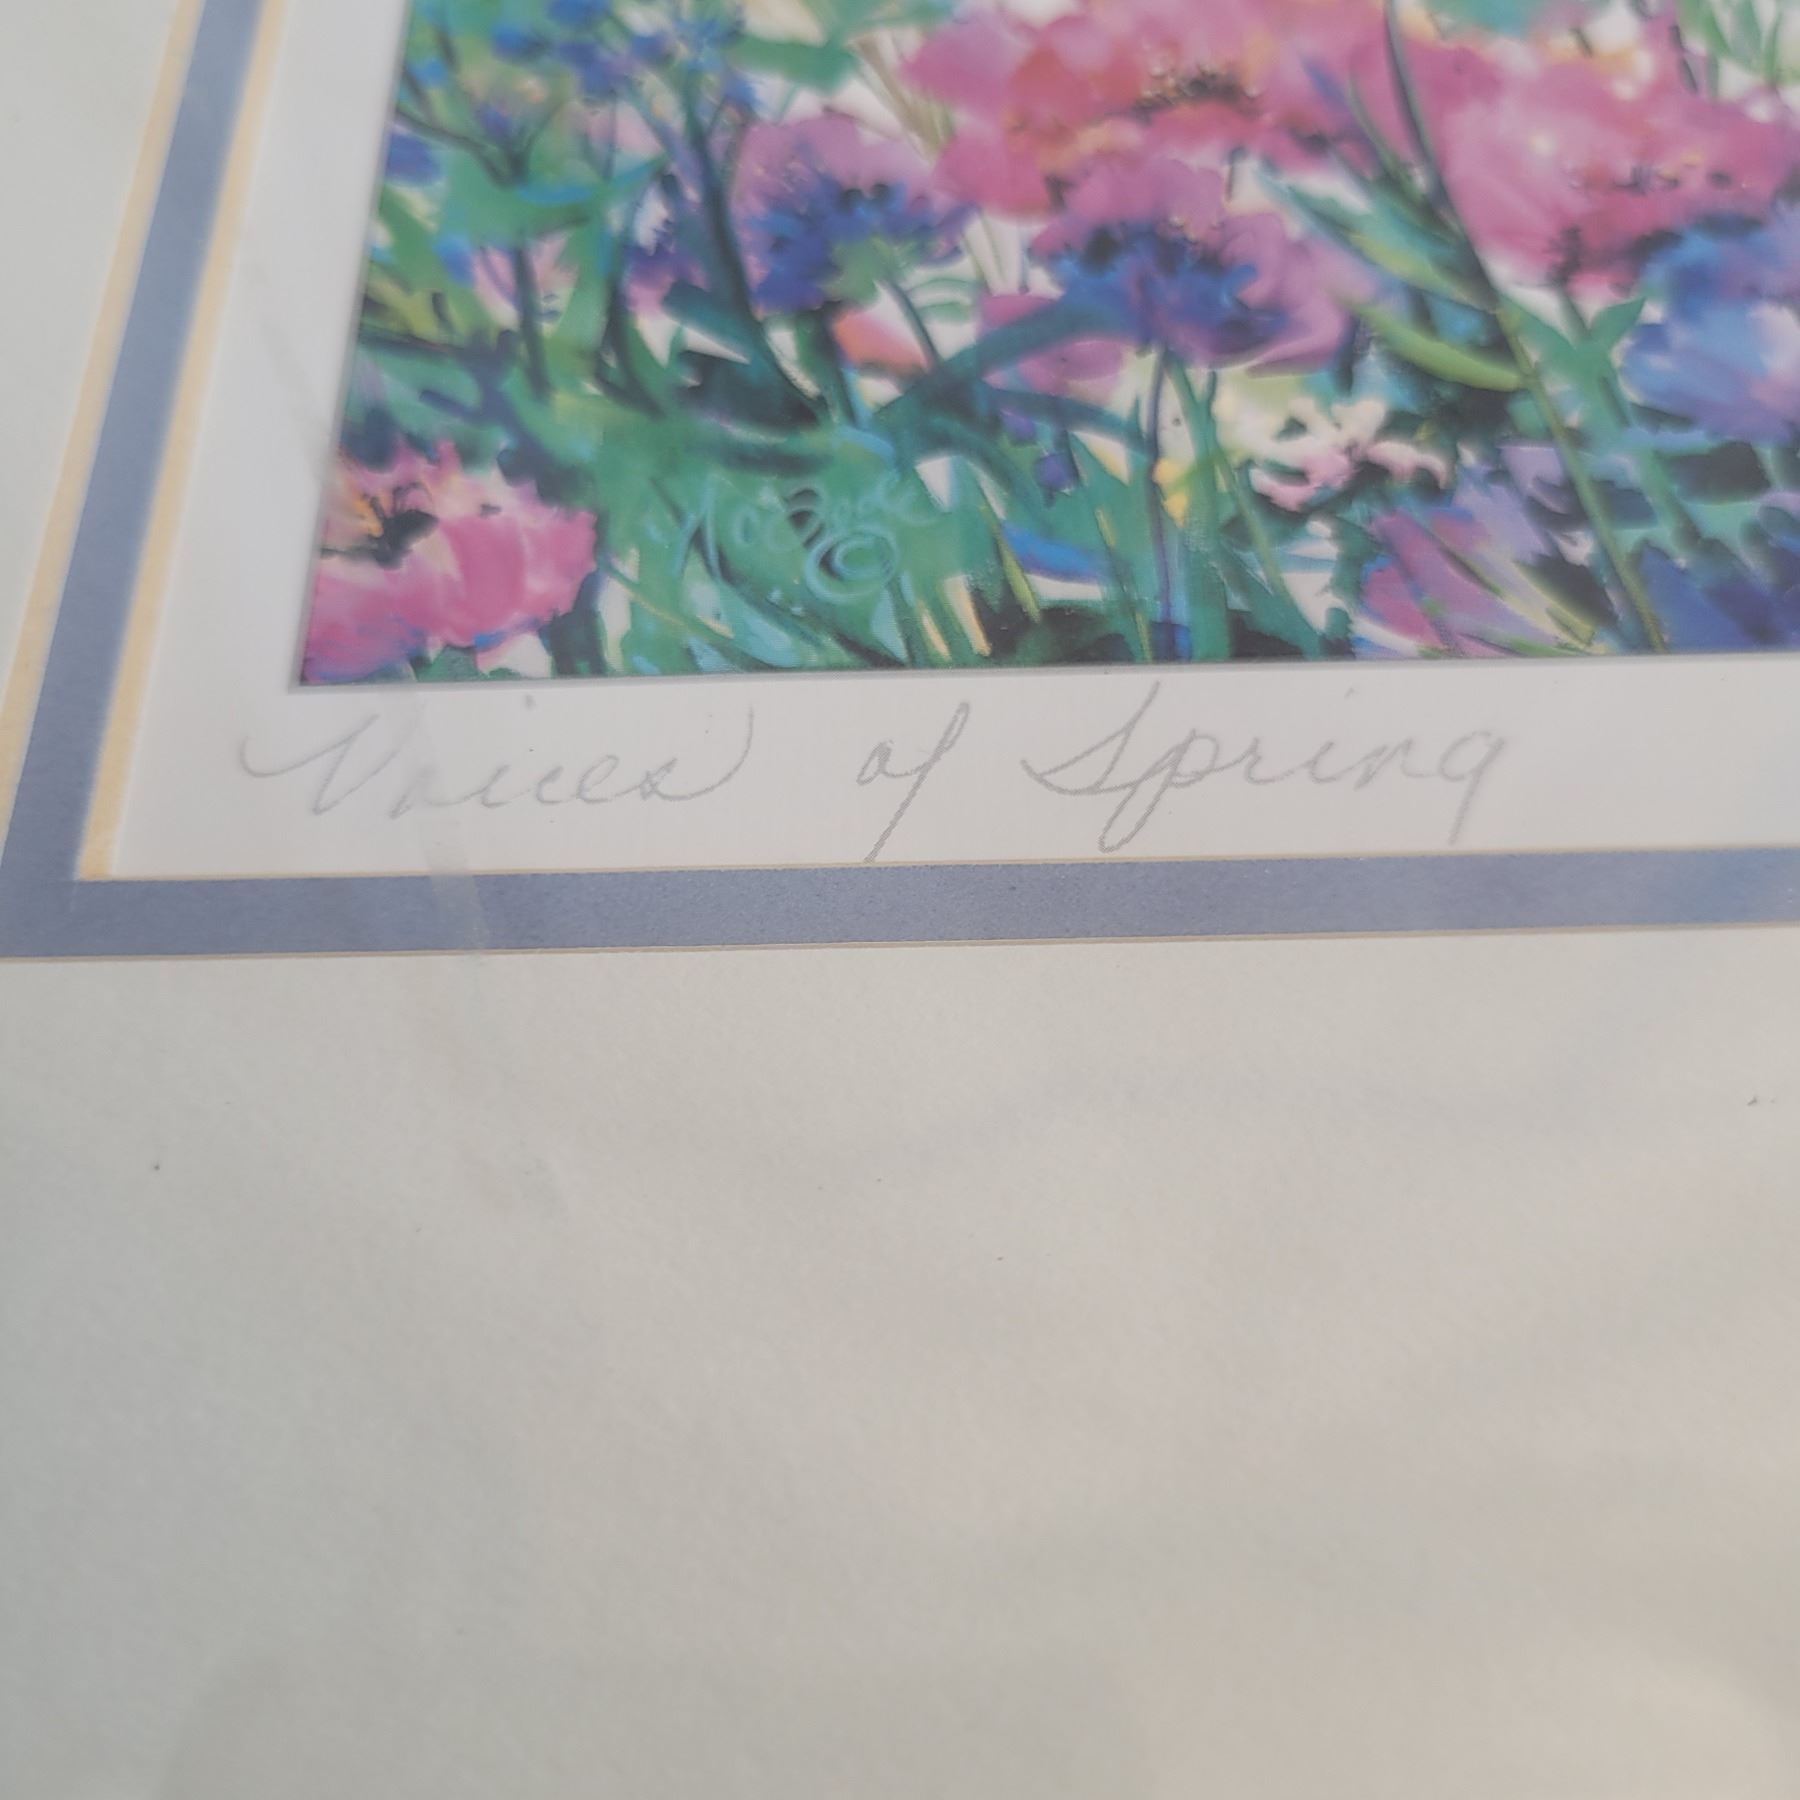 ©
Voices of Spring